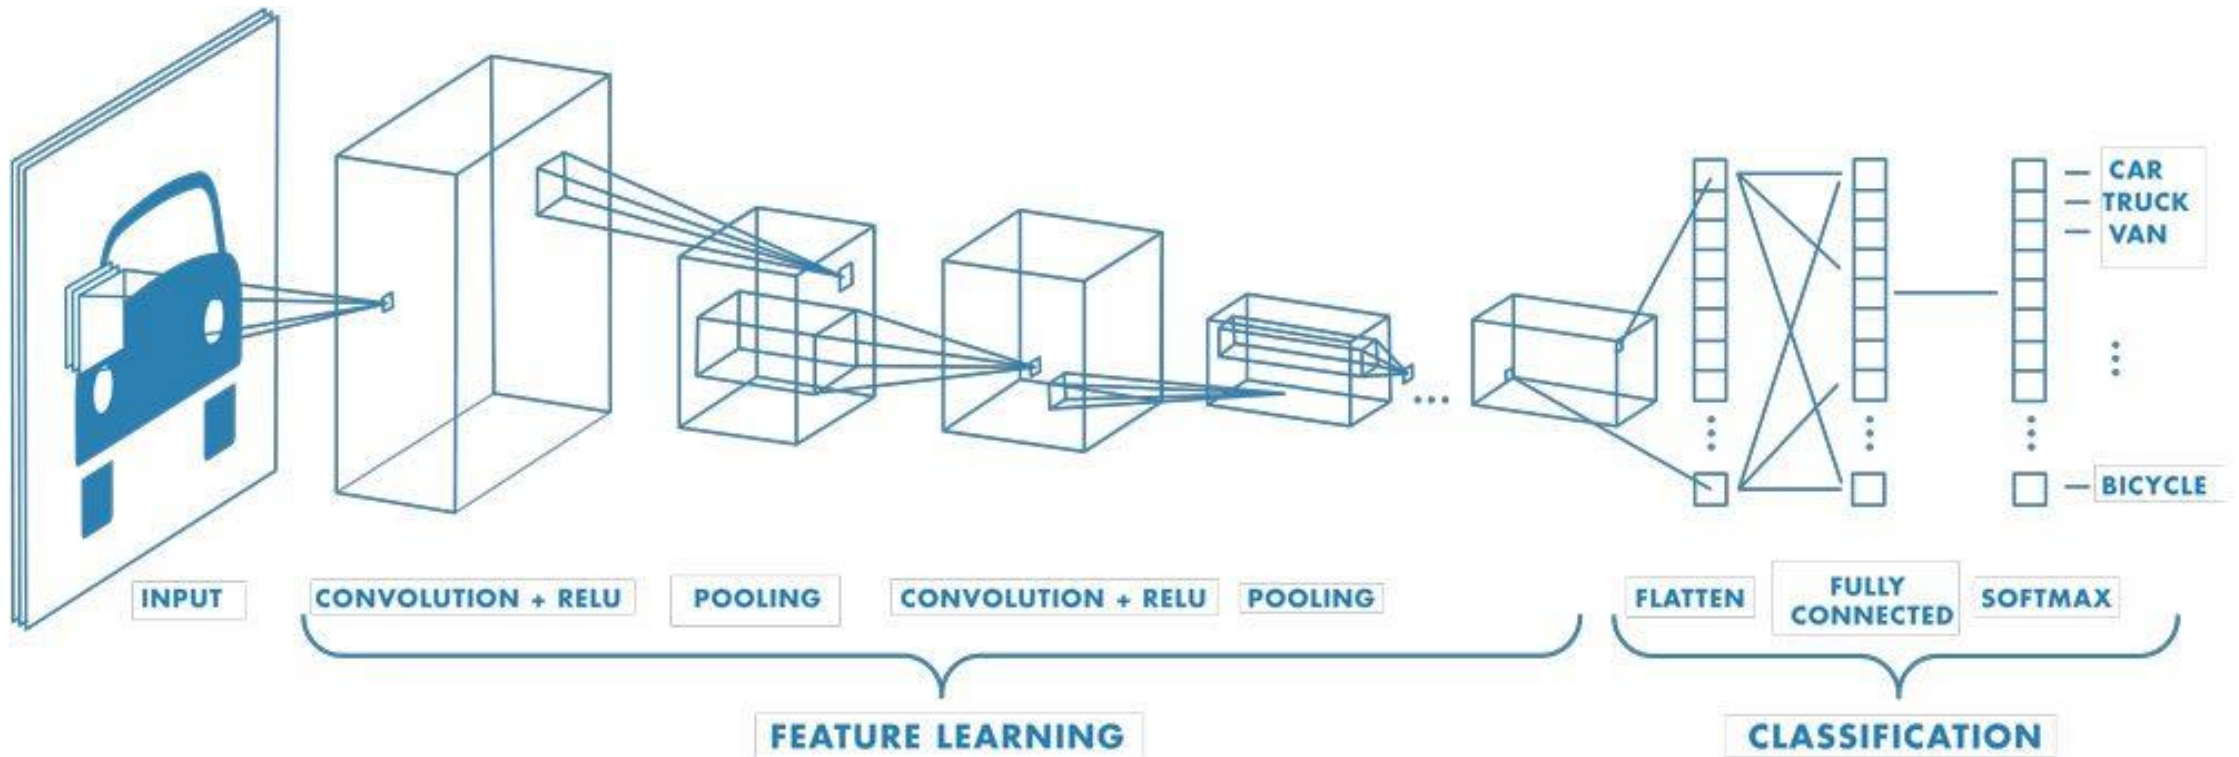 CAR
TRUCK
VAN
BICYCLE
INPUT
CONVOLUTION + RELU
POOLING
CONVOLUTION + RELU
POOLING
FLATTEN
FULLY
CONNECTED
SOFTMAX
FEATURE LEARNING
CLASSIFICATION